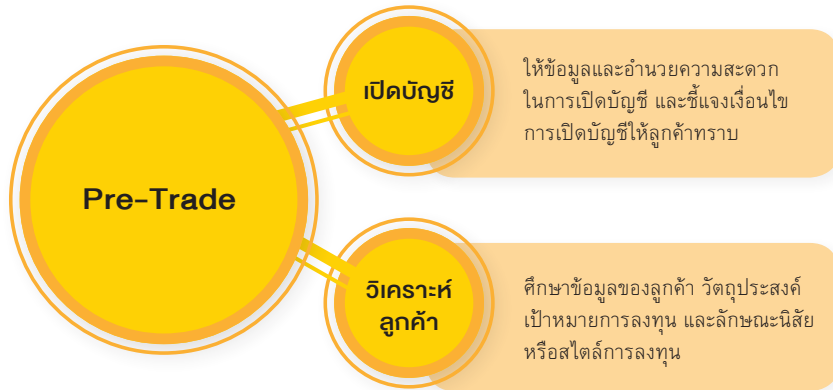 Pre-Trade
เปิดบัญชี
ให้ข้อมูลและอำนวยความสะดวก
ในการเปิดบัญชี และชี้แจงเงื่อนไข
การเปิดบัญชีให้ลูกค้าทราบ
วิเคราะห์
ลูกค้า
ศึกษาข้อมูลของลูกค้า วัตถุประสงค์
เป้าหมายการลงทุน และลักษณะนิสัย
หรือสไตล์การลงทุน